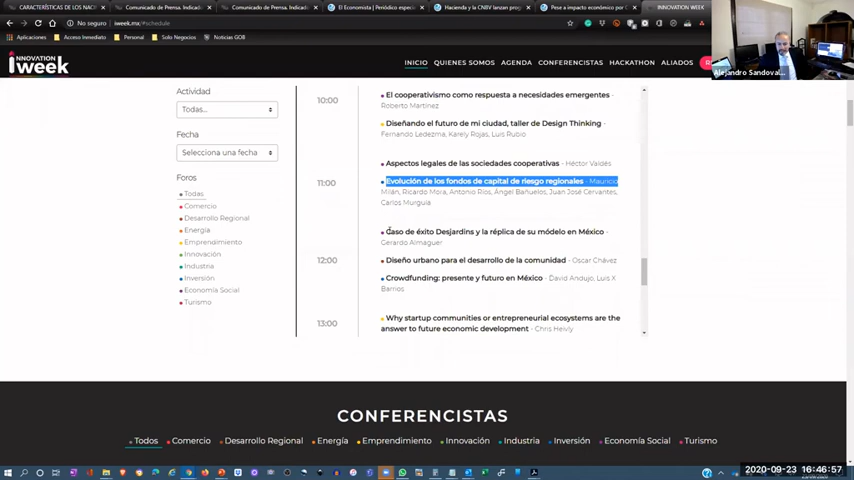 CARACTERÍSTICAS DE LOS NACI
Comunicado de Prensa. Indicado
Comunicado de Prensa. Indicado
El Economista | Periódico especia
Hacienda y la CNBV lanzan prog
Pese a impacto económico por C
INNOVATION WEEK
No seguro
iweek.mx/#schedule
Aplicaciones
Acceso Inmediato
Personal
Solo Negocios
Noticias GOB
INNOVATION
iweek
INICIO
QUIENES SOMOS
AGENDA
CONFERENCISTAS
HACKATHON
ALIADOS
R
Alejandro Sandoval...
Actividad
Todas...
Fecha
Selecciona una fecha
Foros
Todas
Comercio
Desarrollo Regional
Energía
Emprendimiento
Innovación
Industria
Inversión
Economía Social
Turismo
10:00
El cooperativismo como respuesta a necesidades emergentes -
Roberto Martínez
Diseñando el futuro de mi ciudad, taller de Design Thinking -
Fernando Ledezma, Karely Rojas, Luis Rubio
Aspectos legales de las sociedades cooperativas - Héctor Valdés
11:00
Evolución de los fondos de capital de riesgo regionales - Mauricio
Milán, Ricardo Mora, Antonio Ríos, Ángel Bañuelos, Juan José Cervantes,
Carlos Murguía
Caso de éxito Desjardins y la réplica de su módelo en México -
Gerardo Almaguer
12:00
Diseño urbano para el desarrollo de la comunidad - Oscar Chávez
Crowdfunding: presente y futuro en México - David Andujo, Luis X
Barrios
13:00
Why startup communities or entrepreneurial ecosystems are the
answer to future economic development - Chris Heivly
CONFERENCISTAS
Todos
Comercio
Desarrollo Regional
Energía
Emprendimiento
Innovación
Industria
Inversión
Economía Social
Turismo
2020-09-23 16:46:57